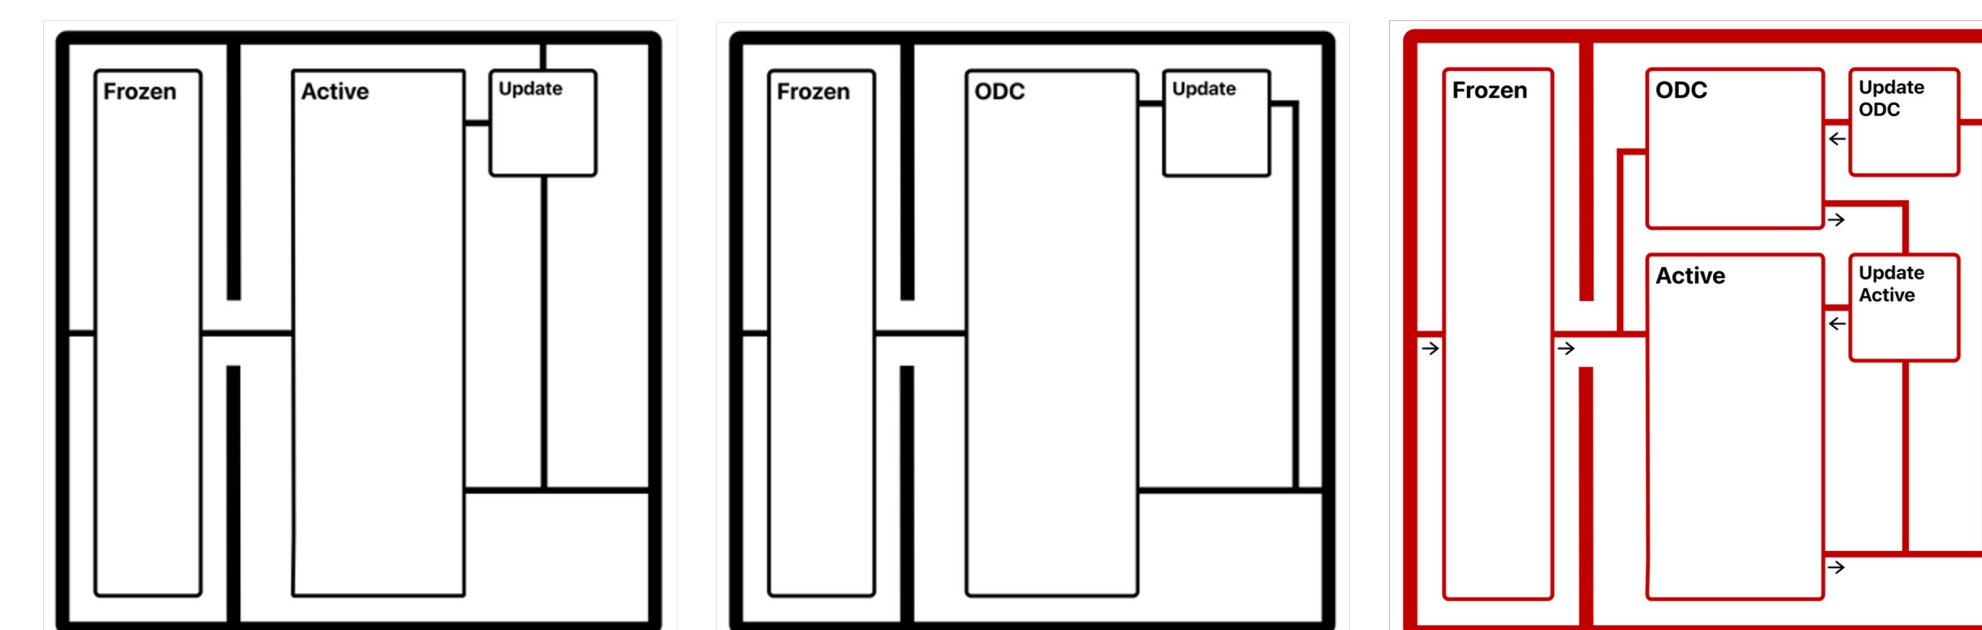 Frozen
Active
Update
Frozen
ODC
Update
Frozen
ODC
Update
ODC
Active
Update
Active